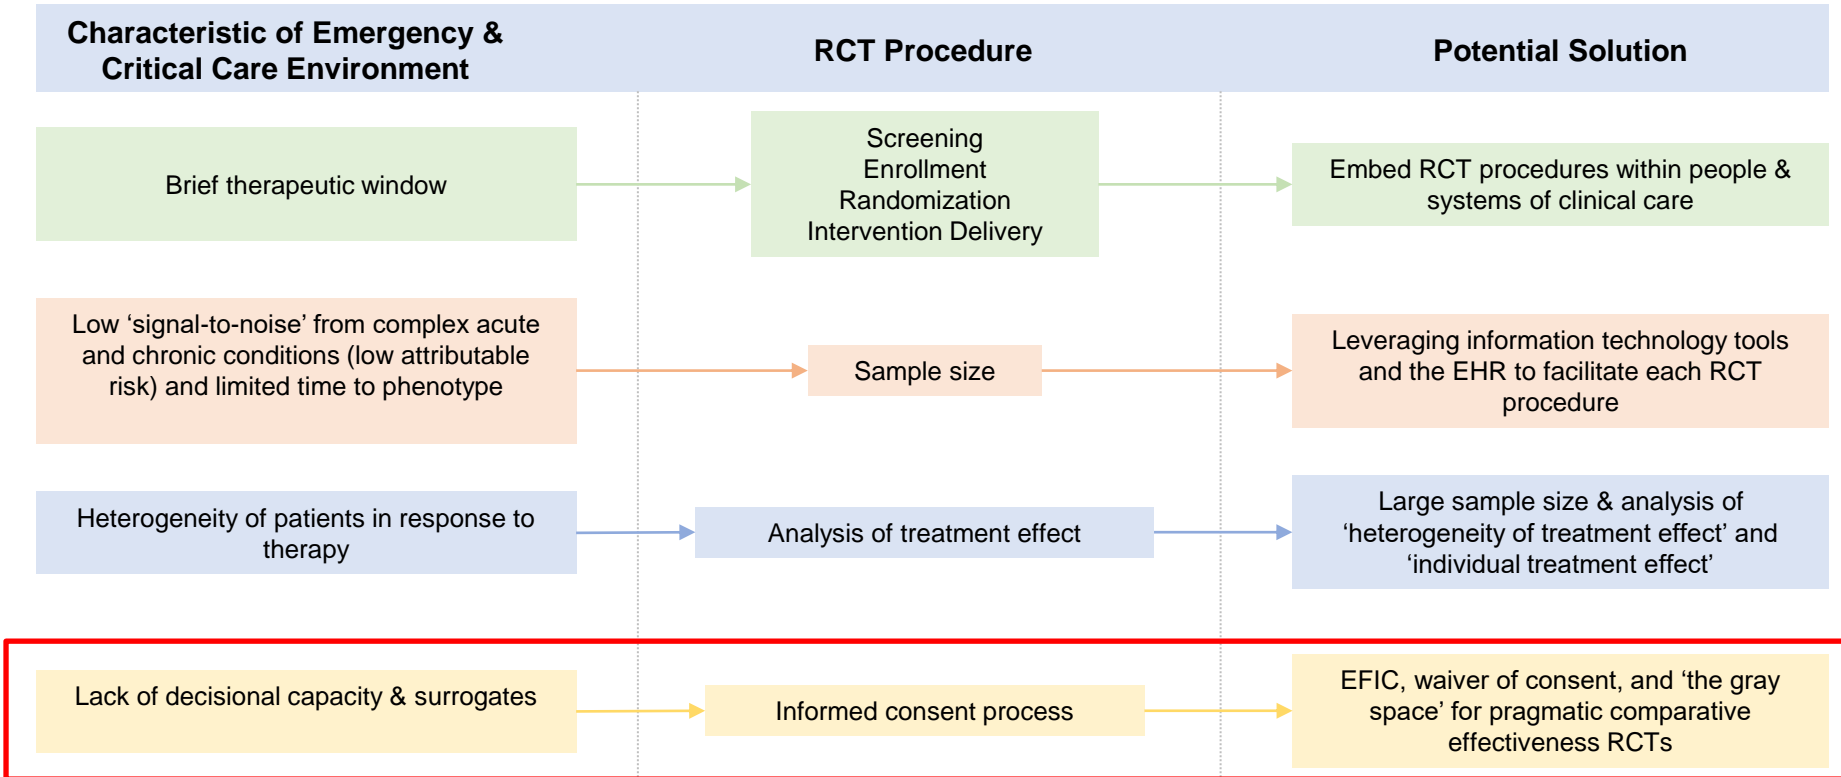 Characteristic of Emergency &
Critical Care Environment
RCT Procedure
Potential Solution
Brief therapeutic window
Screening
Enrollment
Randomization
Intervention Delivery
Embed RCT procedures within people &
systems of clinical care
Low ‘signal-to-noise’ from complex acute
and chronic conditions (low attributable
risk) and limited time to phenotype
Sample size
Leveraging information technology tools
and the EHR to facilitate each RCT
procedure
Heterogeneity of patients in response to
therapy
Analysis of treatment effect
Large sample size & analysis of
‘heterogeneity of treatment effect’ and
‘individual treatment effect’
Lack of decisional capacity & surrogates
Informed consent process
EFIC, waiver of consent, and ‘the gray
space’ for pragmatic comparative
effectiveness RCTs